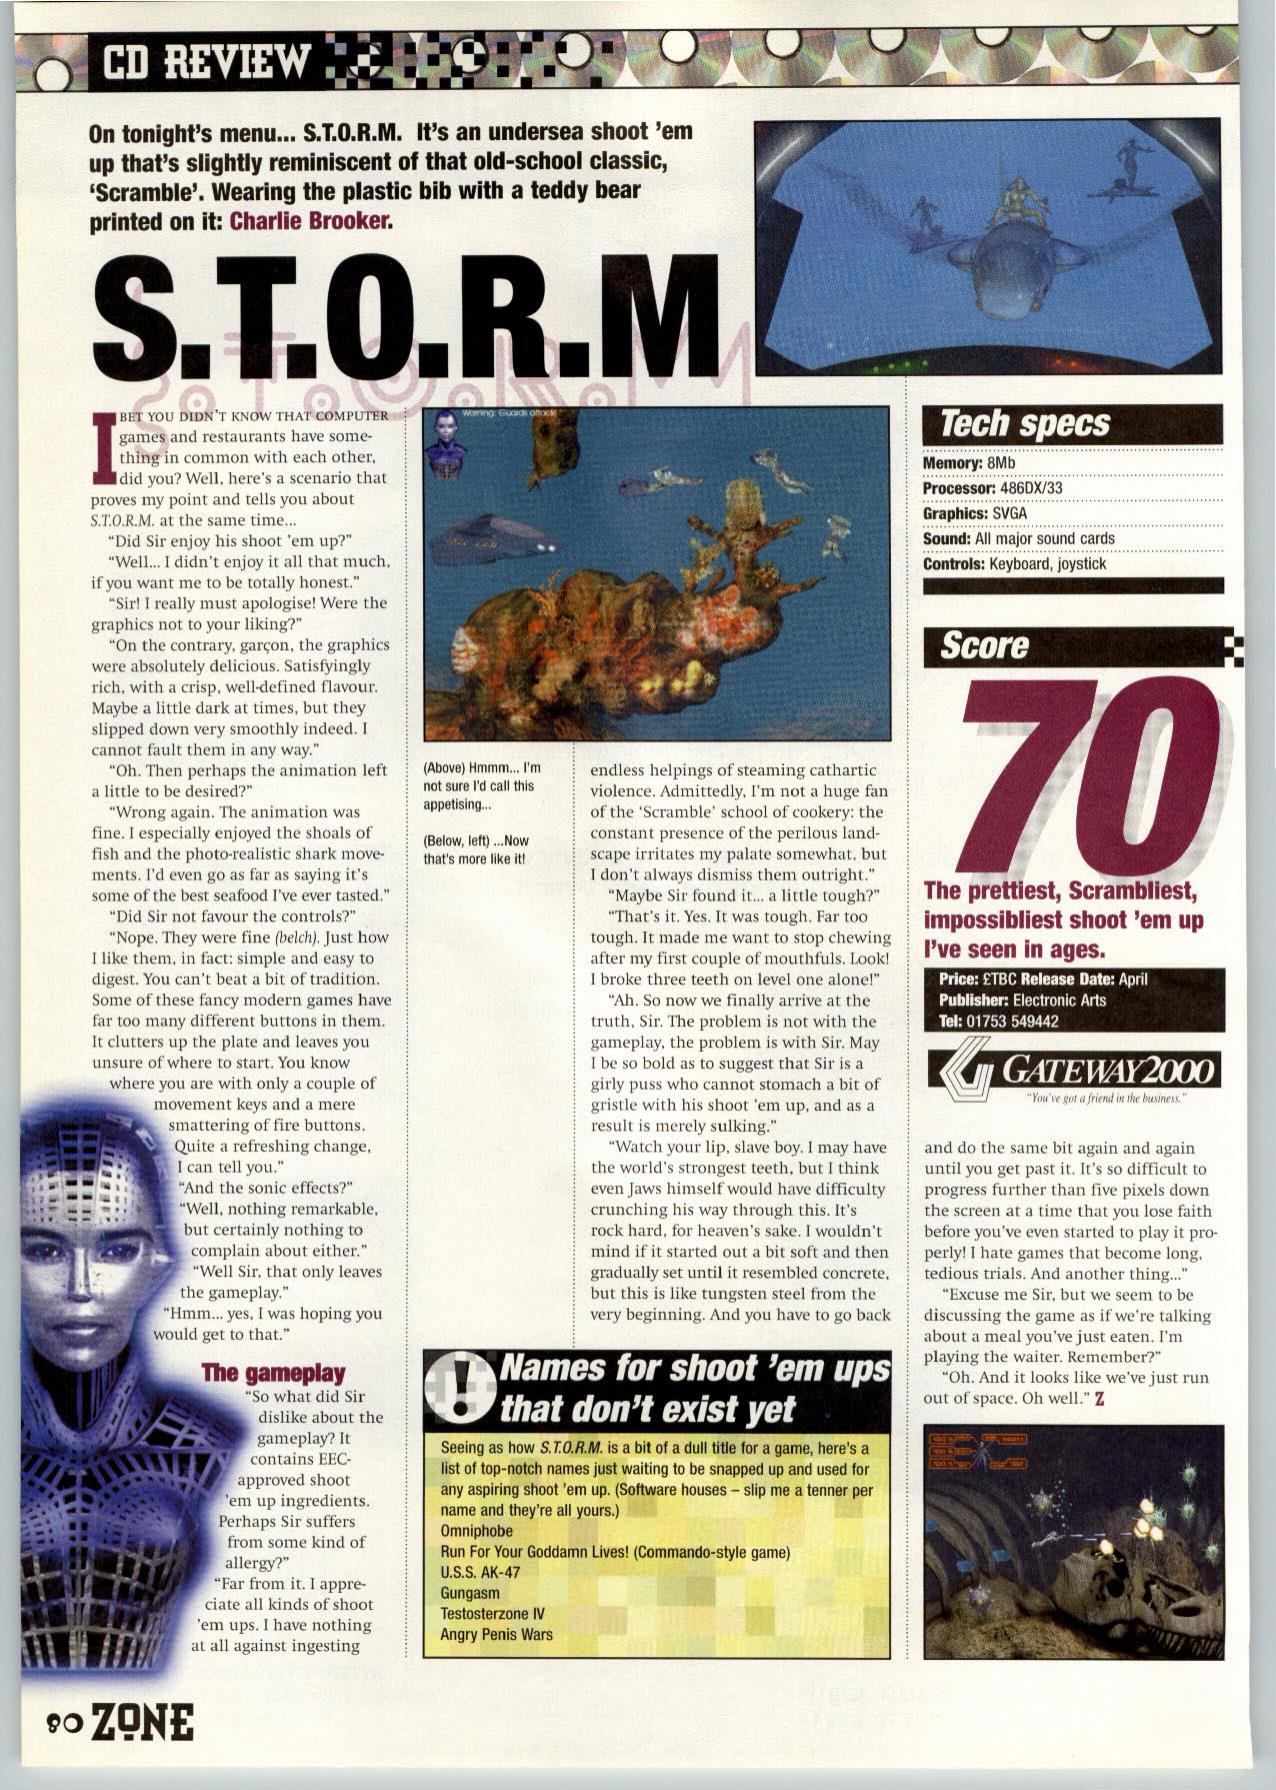 CD REVIEW
On tonight's menu... S.T.O.R.M. It's an undersea shoot 'em
up that's slightly reminiscent of that old-school classic,
'Scramble'. Wearing the plastic bib with a teddy bear
printed on it: Charlie Brooker.
S.T.O.R.M
S.T.O.R.M
I BET YOU DIDN'T KNOW THAT COMPUTER
games and restaurants have some-
thing in common with each other,
did you? Well, here's a scenario that
proves my point and tells you about
S.T.O.R.M. at the same time...
"Did Sir enjoy his shoot 'em up?"
"Well... I didn't enjoy it all that much,
if you want me to be totally honest."
"Sir! I really must apologise! Were the
graphics not to your liking?"
"On the contrary, garçon, the graphics
were absolutely delicious. Satisfyingly
rich, with a crisp, well-defined flavour.
Maybe a little dark at times, but they
slipped down very smoothly indeed. I
cannot fault them in any way."
"Oh. Then perhaps the animation left
a little to be desired?"
"Wrong again. The animation was
fine. I especially enjoyed the shoals of
fish and the photo-realistic shark move-
ments. I'd even go as far as saying it's
some of the best seafood I've ever tasted."
"Did Sir not favour the controls?"
"Nope. They were fine (belch). Just how
I like them, in fact: simple and easy to
digest. You can't beat a bit of tradition.
Some of these fancy modern games have
far too many different buttons in them.
It clutters up the plate and leaves you
unsure of where to start. You know
where you are with only a couple of
movement keys and a mere
smattering of fire buttons.
Quite a refreshing change,
I can tell you."
"And the sonic effects?"
"Well, nothing remarkable,
but certainly nothing to
complain about either."
"Well Sir, that only leaves
the gameplay."
"Hmm... yes, I was hoping you
would get to that."
The gameplay
"So what did Sir
dislike about the
gameplay? It
contains EEC-
approved shoot
'em up ingredients.
Perhaps Sir suffers
from some kind of
allergy?"
"Far from it. I appre-
ciate all kinds of shoot
'em ups. I have nothing
at all against ingesting
Warning: Guards attack!
(Above) Hmmm... I'm
not sure I'd call this
appetising...
(Below, left) ...Now
that's more like it!
endless helpings of steaming cathartic
violence. Admittedly, I'm not a huge fan
of the 'Scramble' school of cookery: the
constant presence of the perilous land-
scape irritates my palate somewhat, but
I don't always dismiss them outright."
"Maybe Sir found it... a little tough?"
"That's it. Yes. It was tough. Far too
tough. It made me want to stop chewing
after my first couple of mouthfuls. Look!
I broke three teeth on level one alone!"
"Ah. So now we finally arrive at the
truth, Sir. The problem is not with the
gameplay, the problem is with Sir. May
I be so bold as to suggest that Sir is a
girly puss who cannot stomach a bit of
gristle with his shoot 'em up, and as a
result is merely sulking."
"Watch your lip, slave boy. I may have
the world's strongest teeth, but I think
even Jaws himself would have difficulty
crunching his way through this. It's
rock hard, for heaven's sake. I wouldn't
mind if it started out a bit soft and then
gradually set until it resembled concrete,
but this is like tungsten steel from the
very beginning. And you have to go back
Names for shoot 'em ups
that don't exist yet
Seeing as how S.T.O.R.M. is a bit of a dull title for a game, here's a
list of top-notch names just waiting to be snapped up and used for
any aspiring shoot 'em up. (Software houses – slip me a tenner per
name and they're all yours.)
Omniphobe
Run For Your Goddamn Lives! (Commando-style game)
U.S.S. AK-47
Gungasm
Testosterzone IV
Angry Penis Wars
Tech specs
Memory: 8Mb
Processor: 486DX/33
Graphics: SVGA
Sound: All major sound cards
Controls: Keyboard, joystick
Score
70
The prettiest, Scrambliest,
impossibliest shoot 'em up
I've seen in ages.
Price: £TBC Release Date: April
Publisher: Electronic Arts
Tel: 01753 549442
GATEWAY2000
"You've got a friend in the business."
and do the same bit again and again
until you get past it. It's so difficult to
progress further than five pixels down
the screen at a time that you lose faith
before you've even started to play it pro-
perly! I hate games that become long,
tedious trials. And another thing..."
"Excuse me Sir, but we seem to be
discussing the game as if we're talking
about a meal you've just eaten. I'm
playing the waiter. Remember?"
"Oh. And it looks like we've just run
out of space. Oh well." Z
80 ZONE